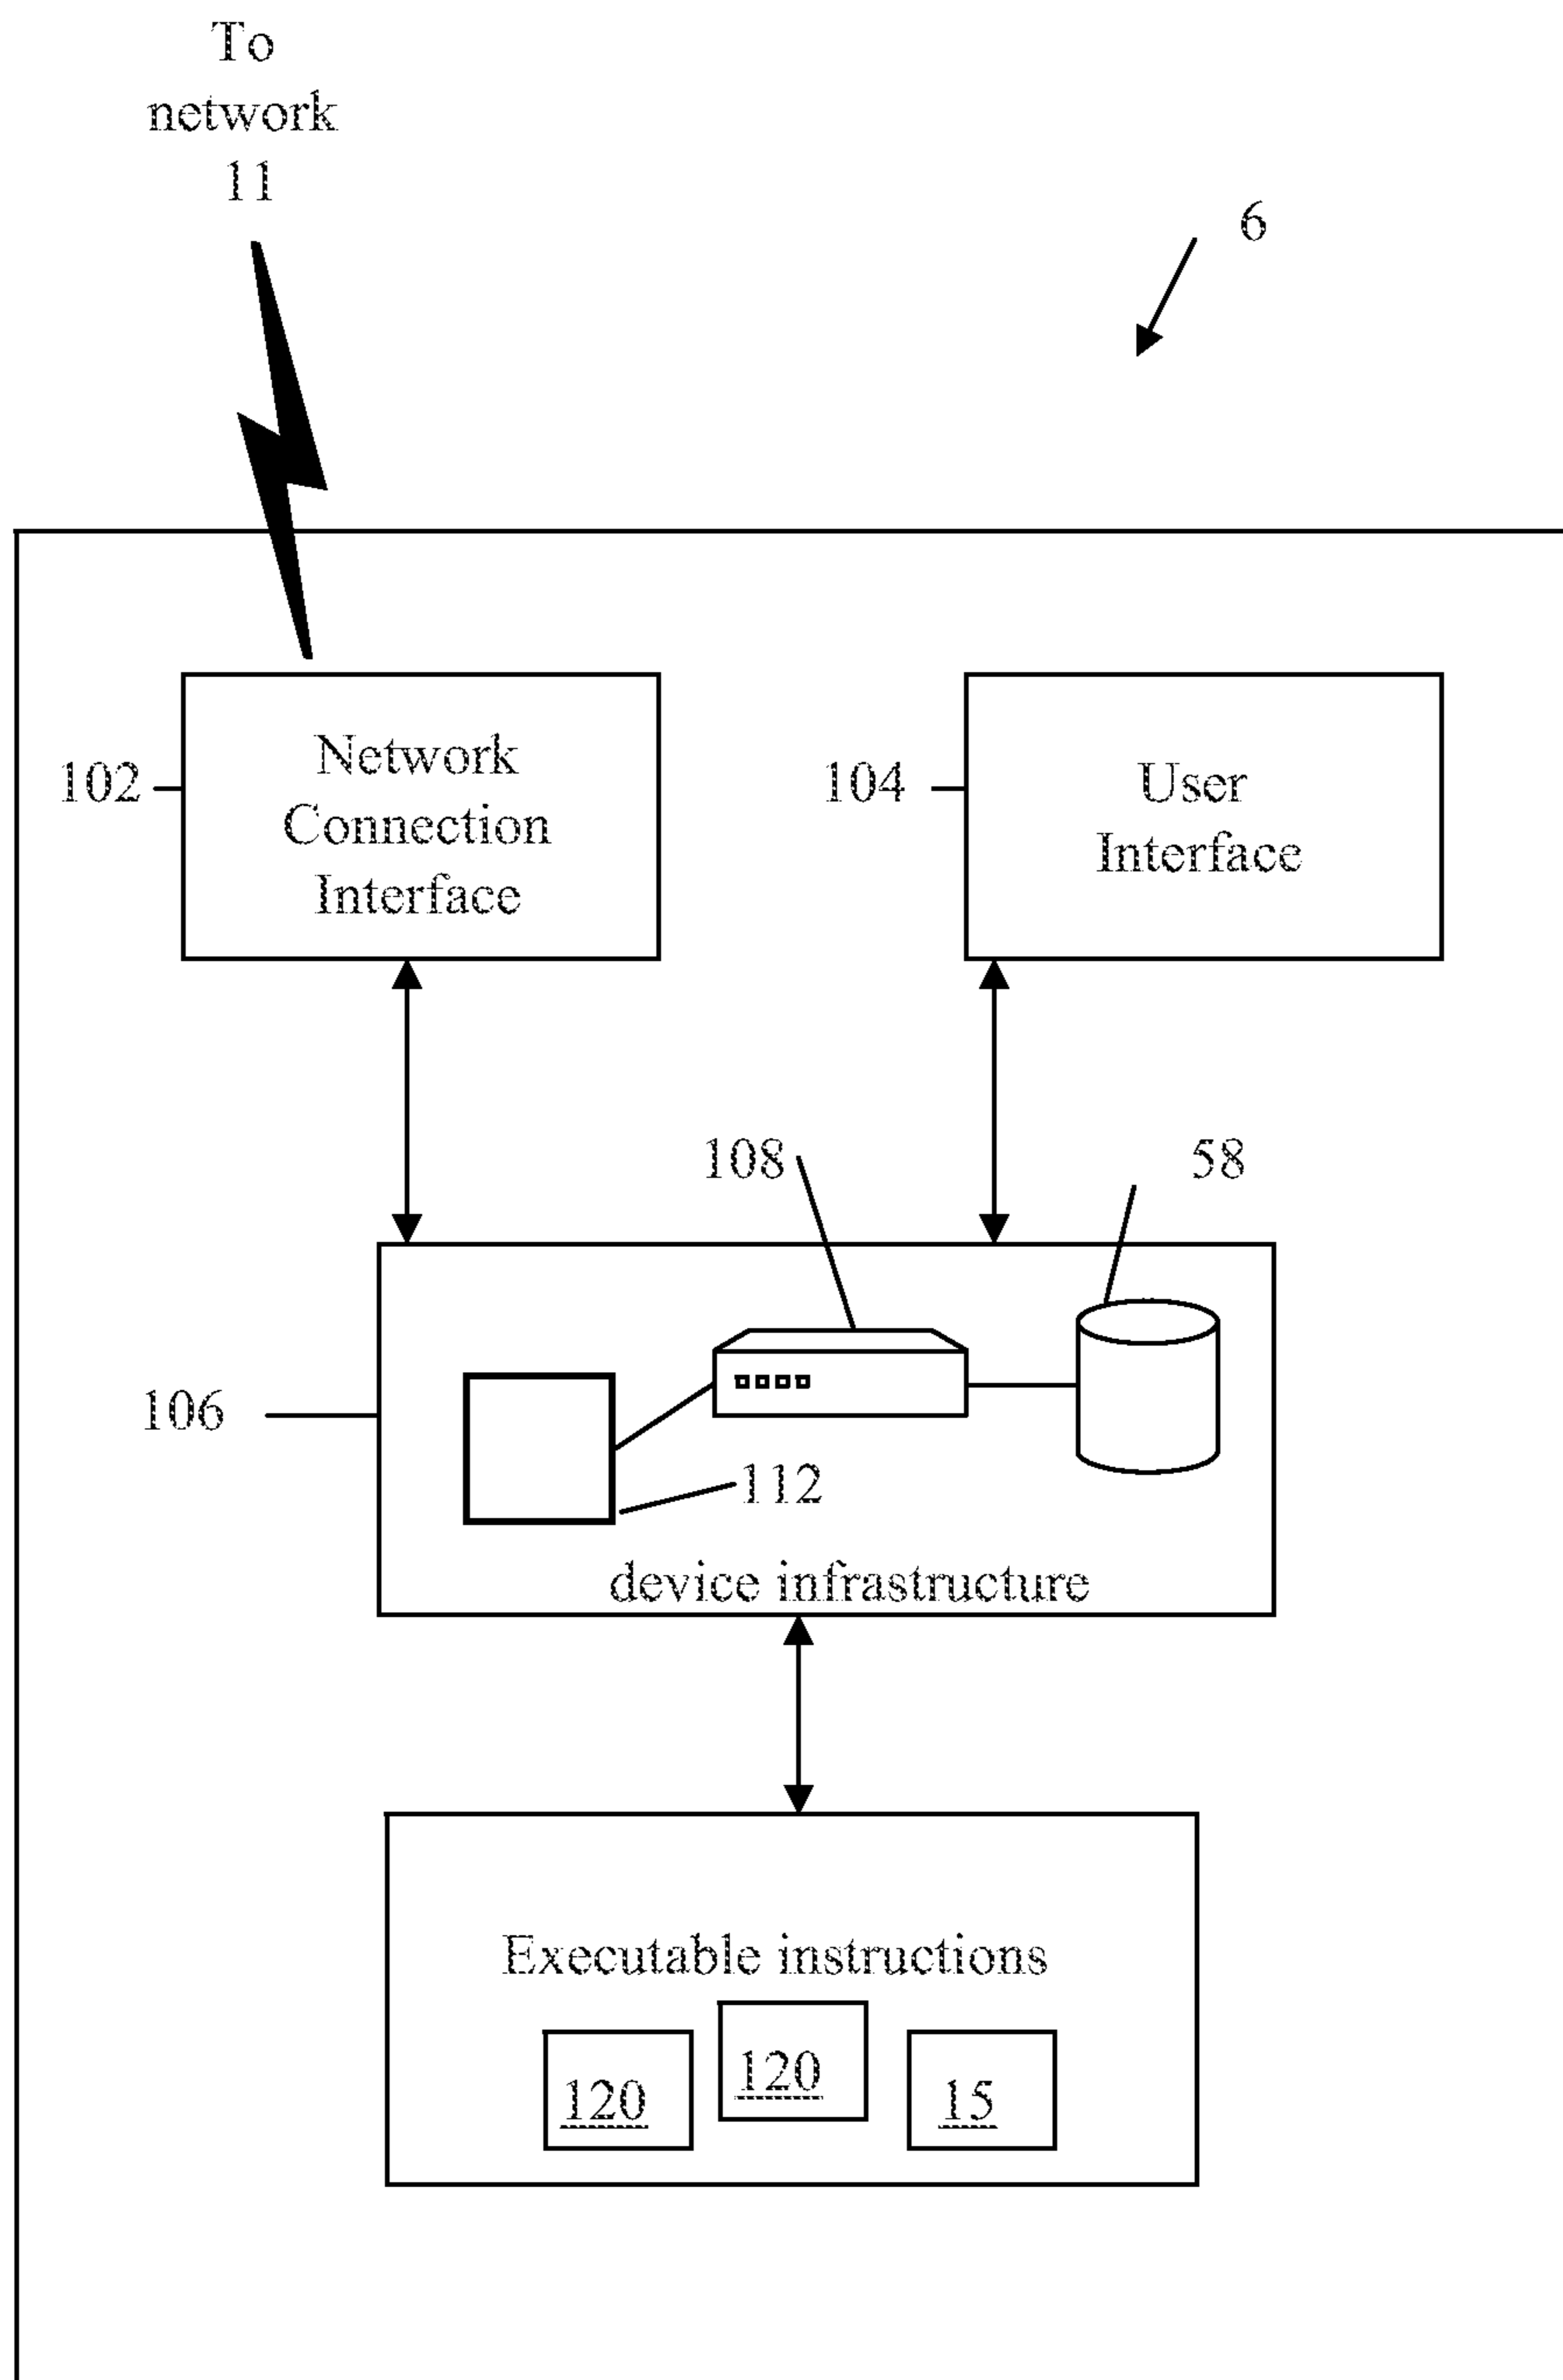 To
network
11
6
102
Network
Connection
Interface
104
User
Interface
108
58
106
112
device infrastructure
Executable instructions
120
120
15